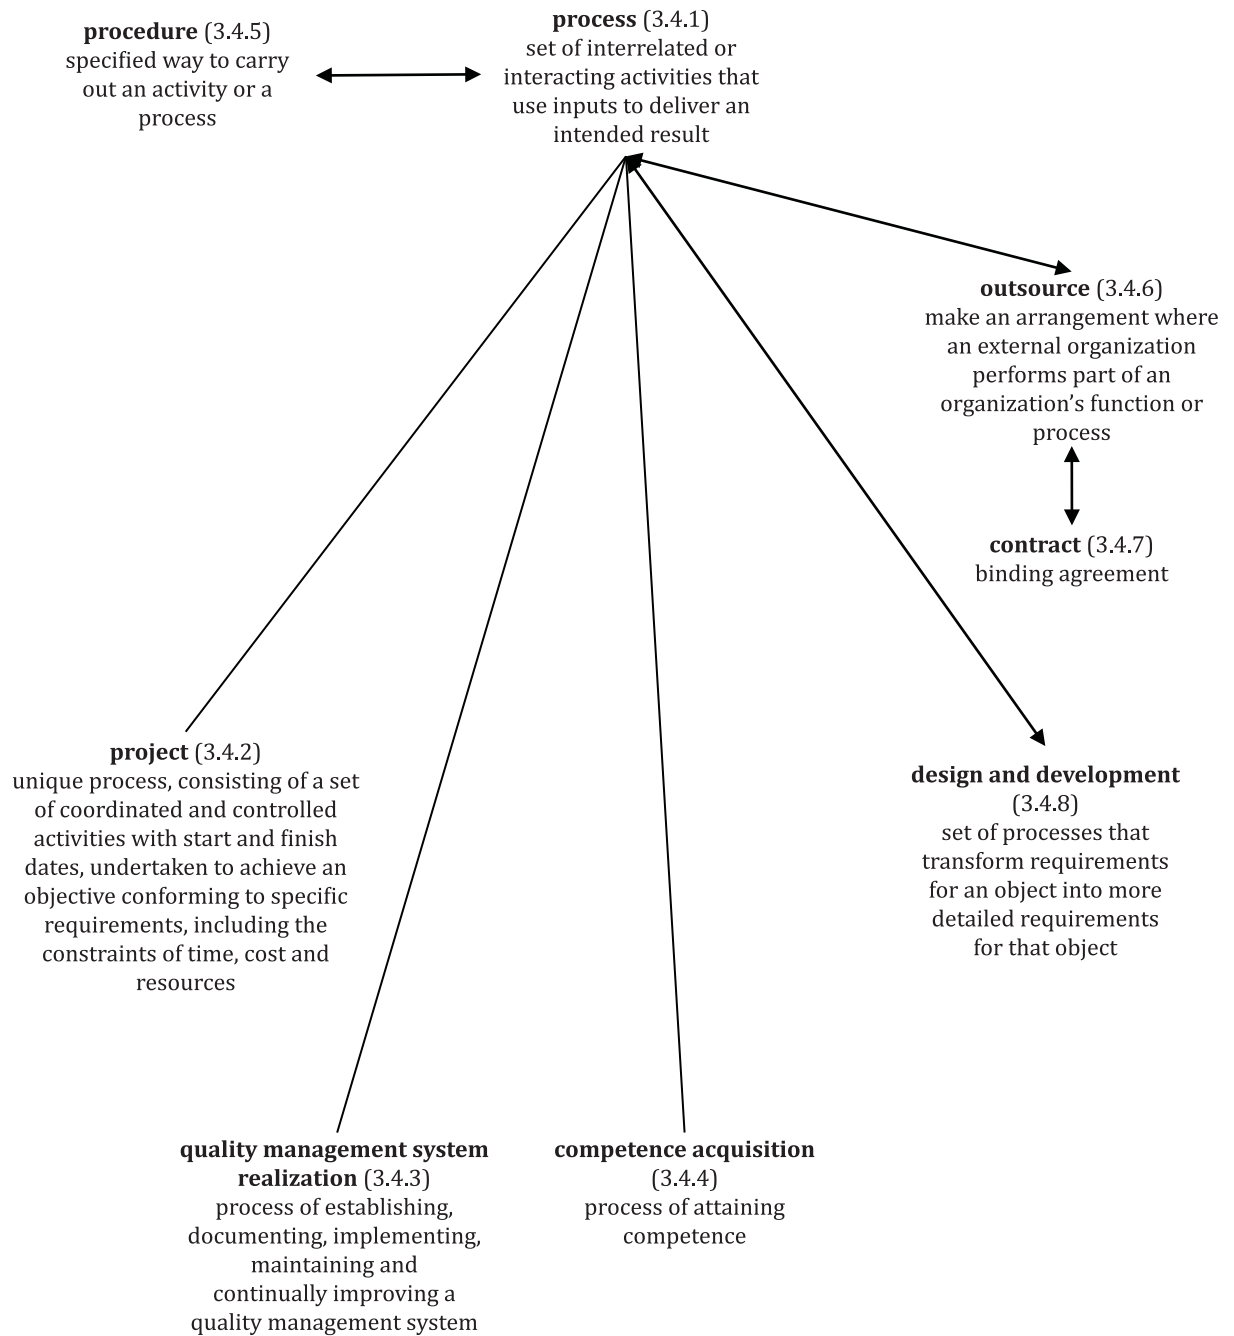 procedure (3.4.5)
specified way to carry
out an activity or a
process
process (3.4.1)
set of interrelated or
interacting activities that
use inputs to deliver an
intended result
outsource (3.4.6)
make an arrangement where
an external organization
performs part of an
organization’s function or
process
contract (3.4.7)
binding agreement
project (3.4.2)
unique process, consisting of a set
of coordinated and controlled
activities with start and finish
dates, undertaken to achieve an
objective conforming to specific
requirements, including the
constraints of time, cost and
resources
design and development
(3.4.8)
set of processes that
transform requirements
for an object into more
detailed requirements
for that object
quality management system
realization (3.4.3)
process of establishing,
documenting, implementing,
maintaining and
continually improving a
quality management system
competence acquisition
(3.4.4)
process of attaining
competence